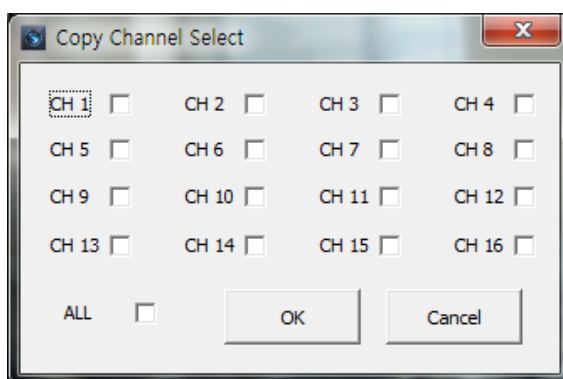 Copy Channel Select
CH 1 CH 2 CH 3 CH 4
CH 5 CH 6 CH 7 CH 8
CH 9 CH 10 CH 11 CH 12
CH 13 CH 14 CH 15 CH 16
ALL OK Cancel